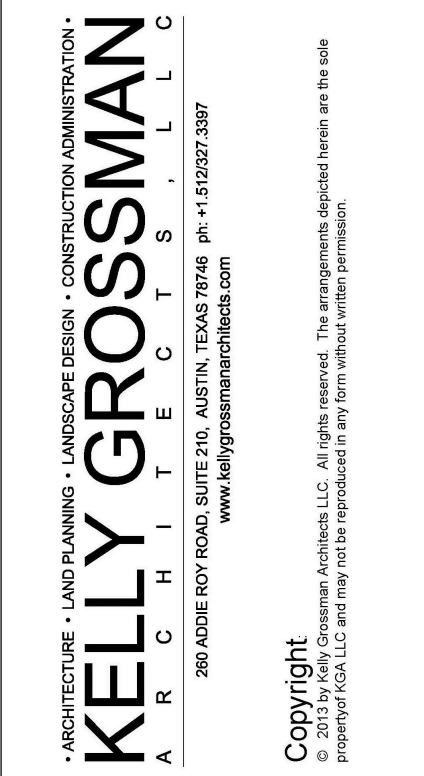 • ARCHITECTURE • LAND PLANNING • LANDSCAPE DESIGN • CONSTRUCTION ADMINISTRATION •
KELLY GROSSMAN
ARCHITECTS, LLC
260 ADDIE ROY ROAD, SUITE 210, AUSTIN, TEXAS 78746 ph: +1.512/327.3397
www.kellygrossmanarchitects.com
Copyright:
© 2013 by Kelly Grossman Architects LLC. All rights reserved. The arrangements depicted herein are the sole
propertyof KGA LLC and may not be reproduced in any form without written permission.